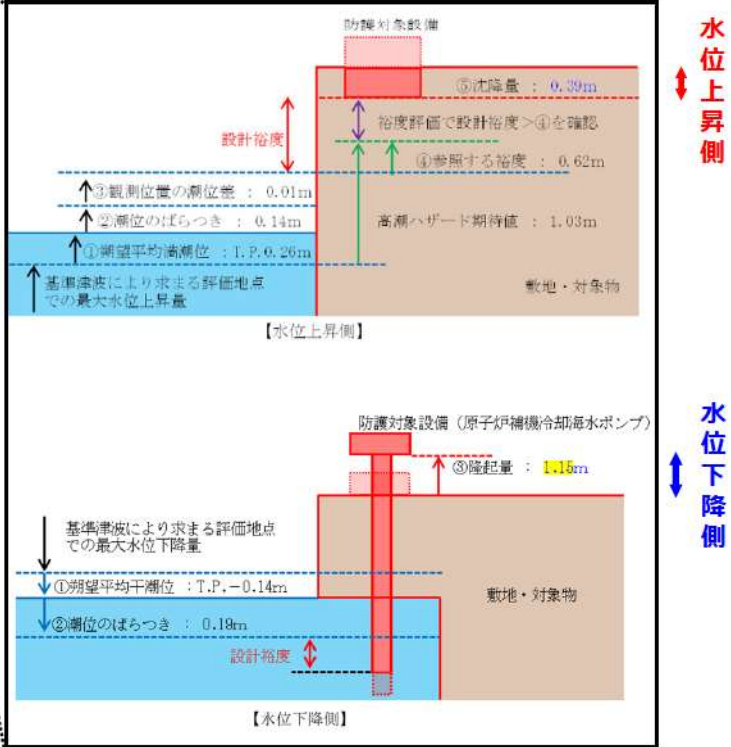 防護対象設備
⑤沈降量 : 0.39m
設計裕度
裕度評価で設計裕度>④を確認
④参照する裕度 : 0.62m
③観測位置の潮位差 : 0.01m
②潮位のばらつき : 0.14m
高潮ハザード期待値 : 1.03m
①朔望平均満潮位 : T.P.0.26m
基準津波により求まる評価地点
での最大水位上昇量
敷地・対象物
【水位上昇側】
水位上昇側
防護対象設備(原子炉補機冷却海水ポンプ)
③隆起量 : 1.15m
基準津波により求まる評価地点
での最大水位下降量
①朔望平均干潮位 : T.P.-0.14m
敷地・対象物
②潮位のばらつき : 0.19m
設計裕度
【水位下降側】
水位下降側